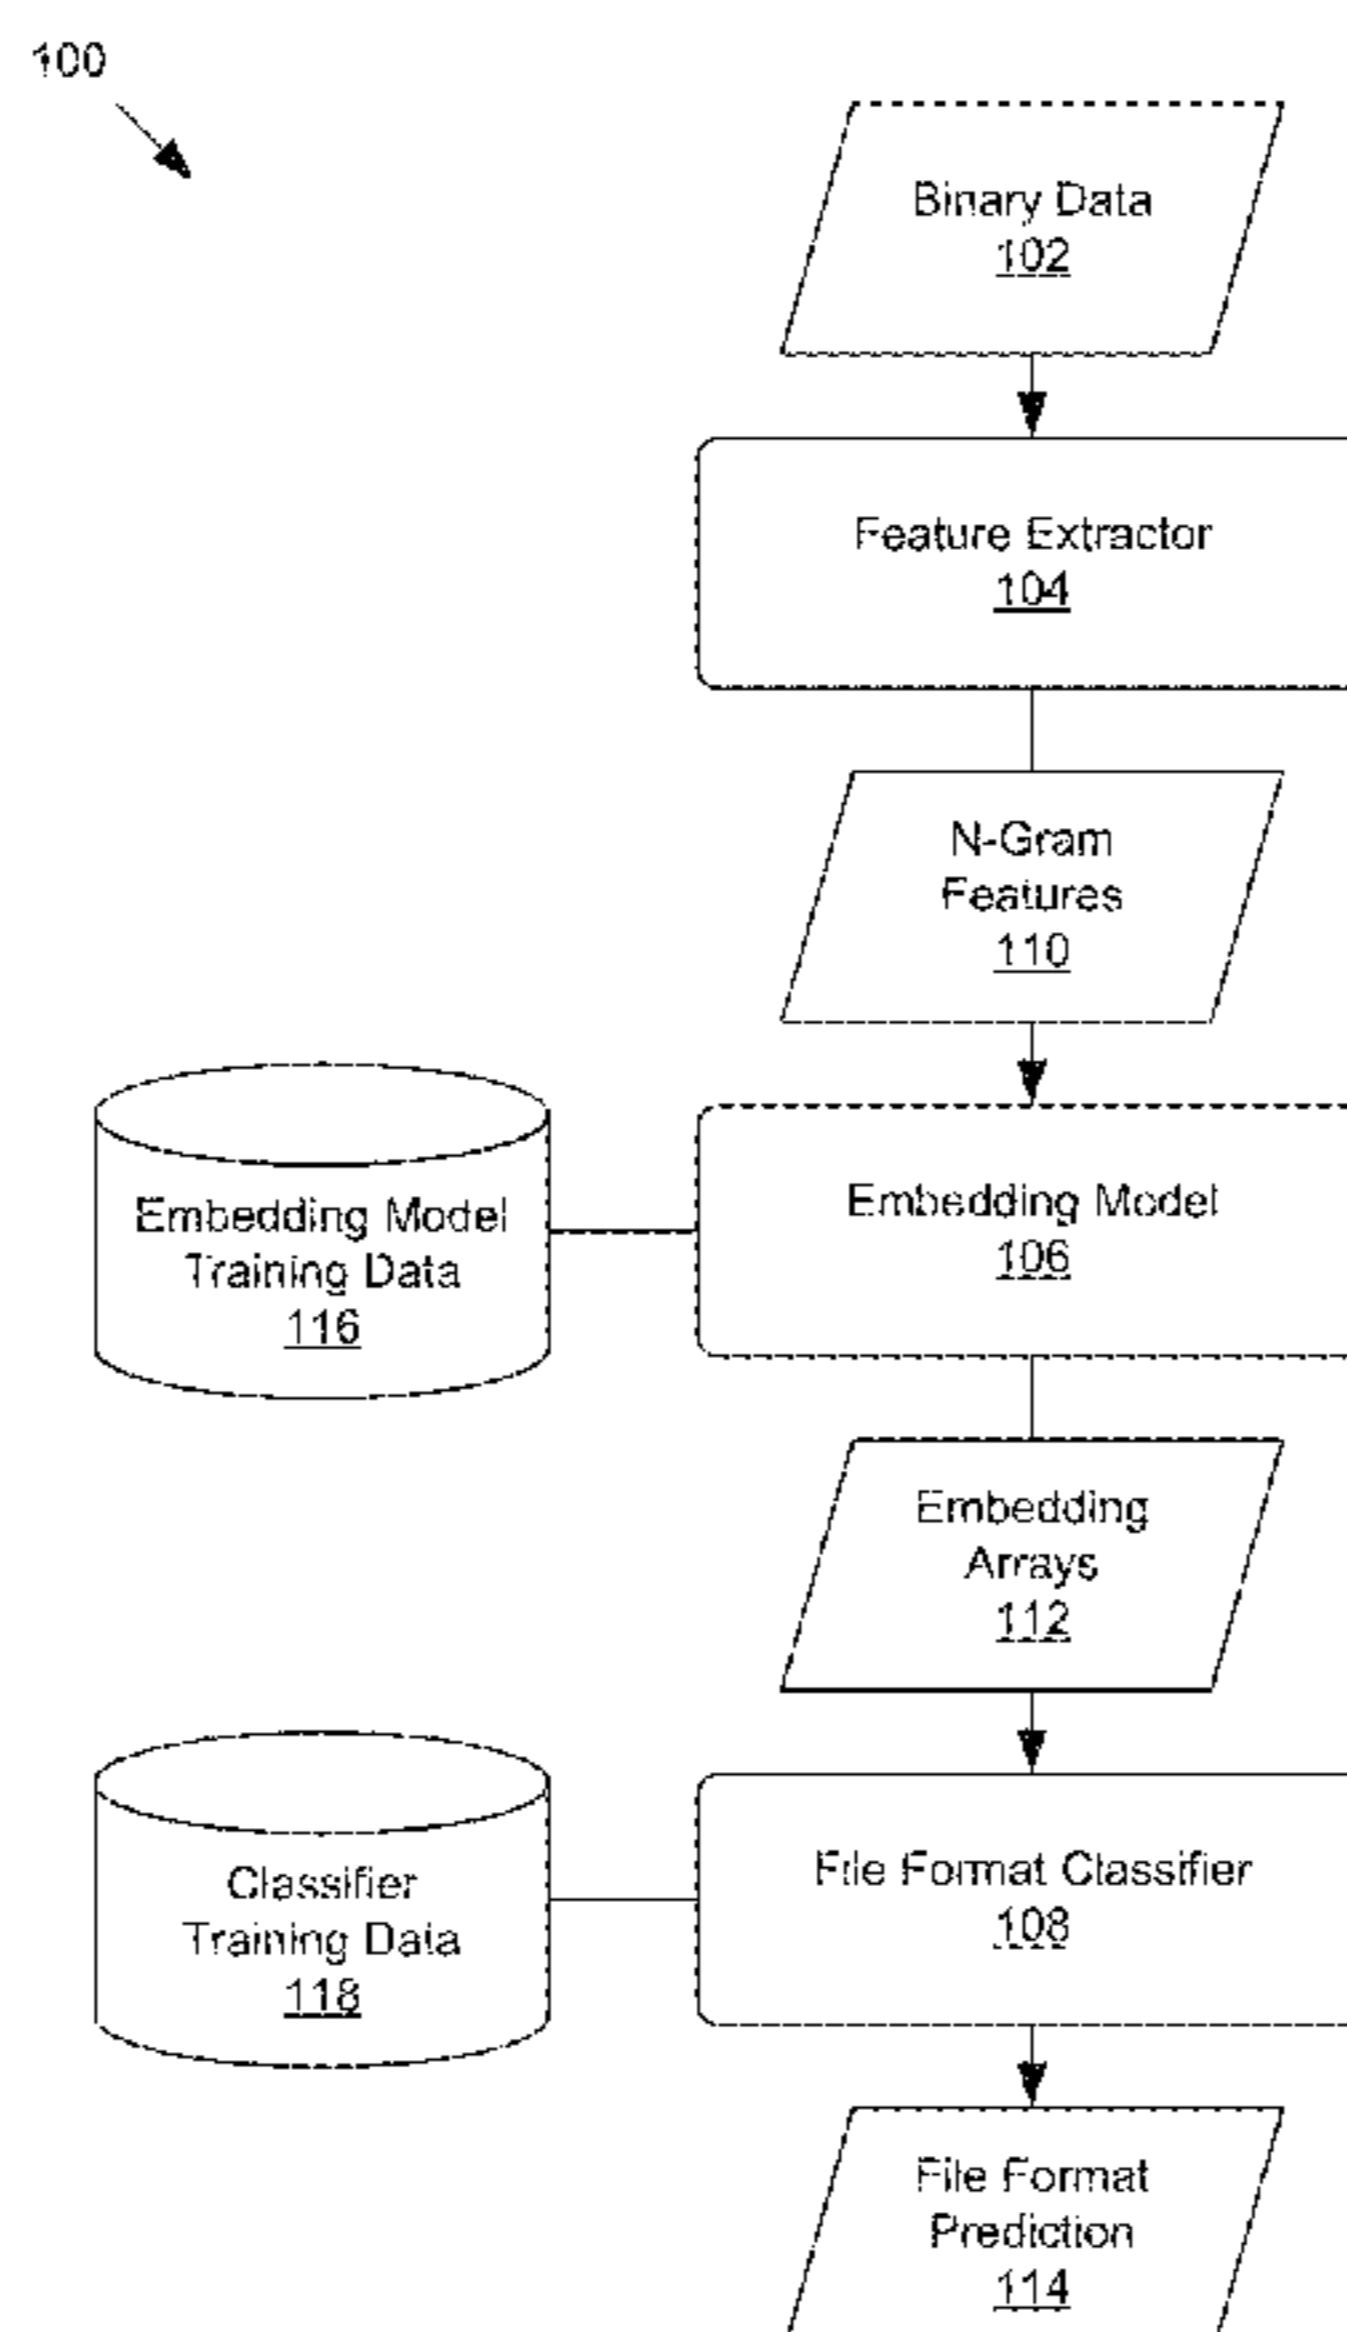 100
Binary Data
102
Feature Extractor
104
N-Gram
Features
110
Embedding Model
Training Data
116
Embedding Model
106
Embedding
Arrays
112
Classifier
Training Data
118
File Format Classifier
108
File Format
Prediction
114